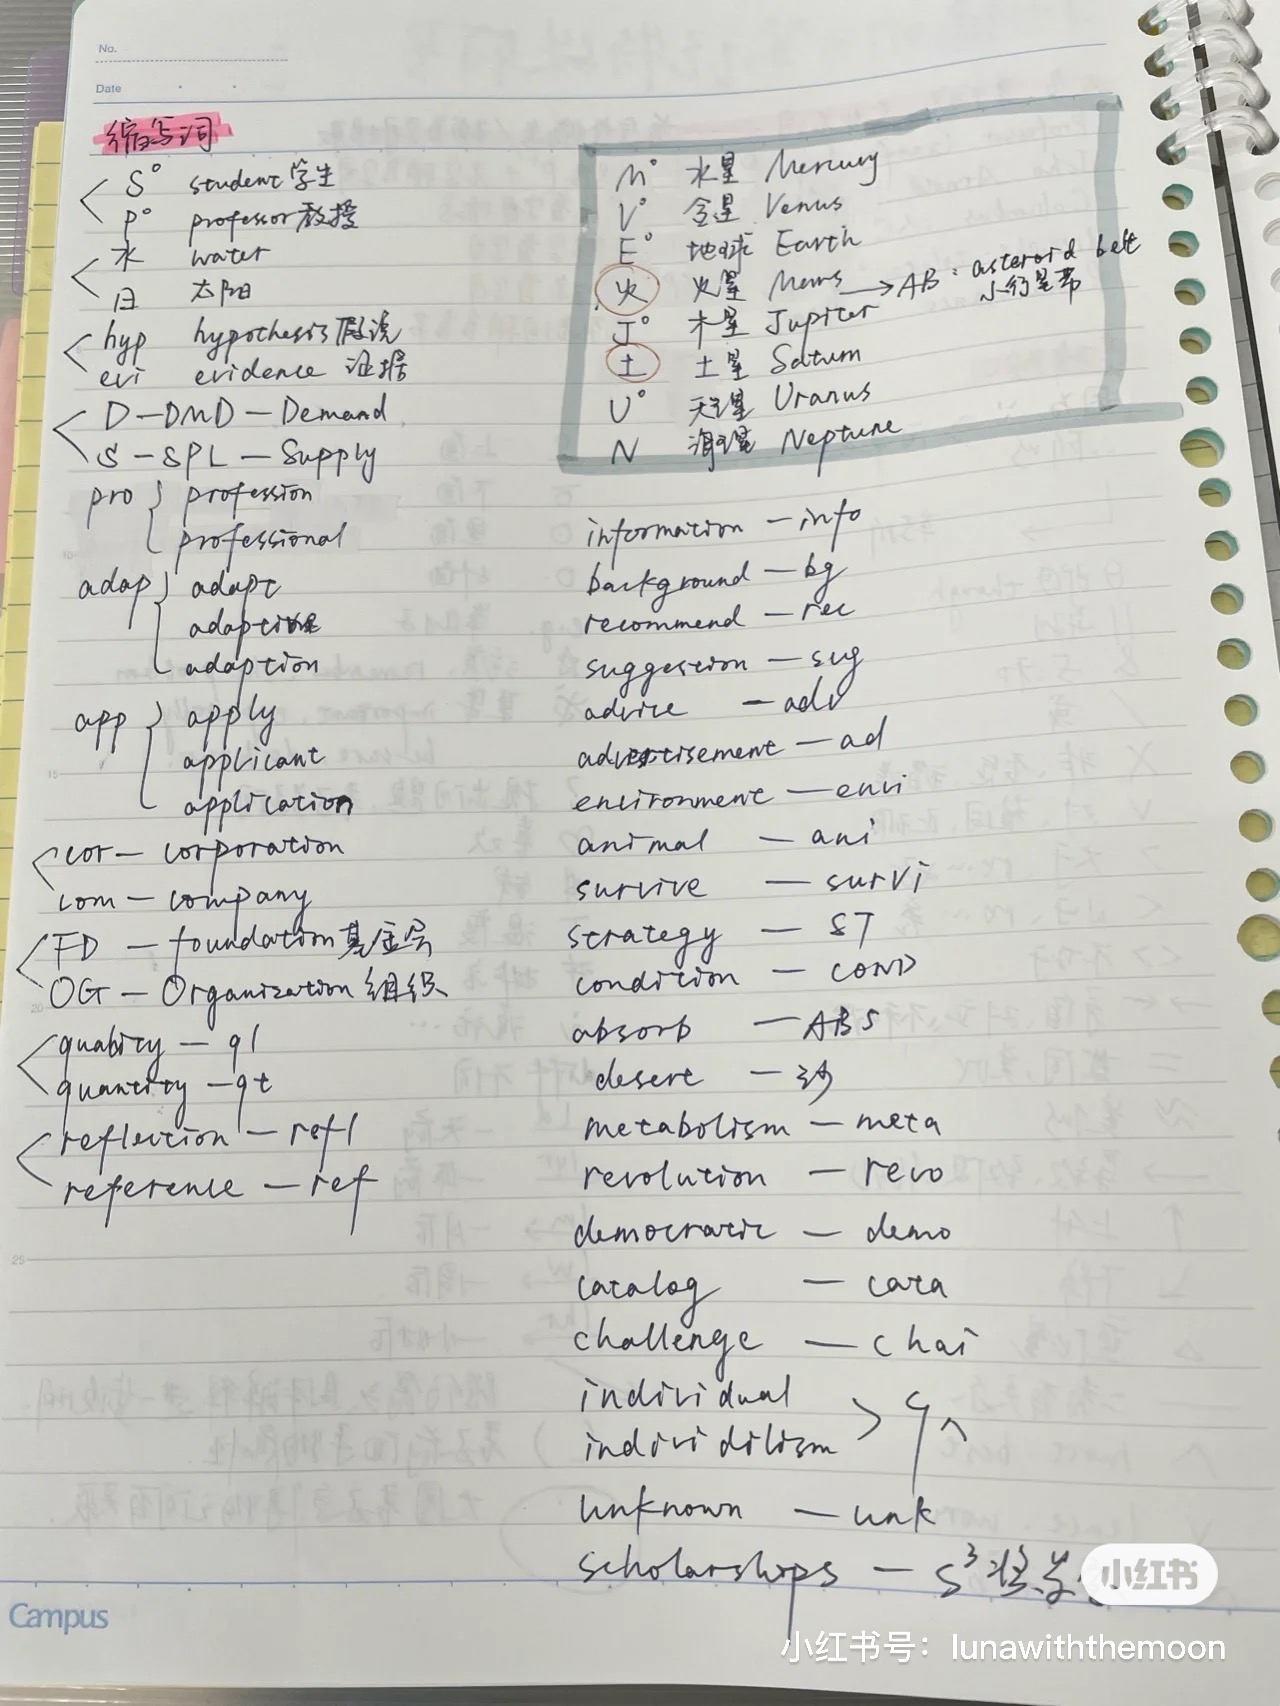 No.
Date
缩写词
S° student 学生
P° professor 教授
水 water
日 太阳
hyp hypothesis 假说
evi evidence 证据
D — DMD — Demand
S — SPL — Supply
pro } profession
professional
adap } adapt
adaptive
adaption
app } apply
applicant
application
cor — corporation
com — company
FD — foundation 基金会
OG — Organization 组织
quality — ql
quantity — qt
reflection — refl
reference — ref
M° 水星 Mercury
V° 金星 Venus
E° 地球 Earth
火 火星 Mars → AB: asteroid belt
小行星带
J° 木星 Jupiter
土 土星 Saturn
U° 天王星 Uranus
N 海王星 Neptune
information — info
background — bg
recommend — rec
suggestion — sug
advice — adv
advertisement — ad
environment — envi
animal — ani
survive — survi
strategy — ST
condition — COND
absorb — ABS
desert — 沙
metabolism — meta
revolution — revo
democratic — demo
catalog — cata
challenge — chal
individual
individilism
unknown — unk
scholarships — S³ 奖学
Campus
小红书
小红书号：lunawiththemoon